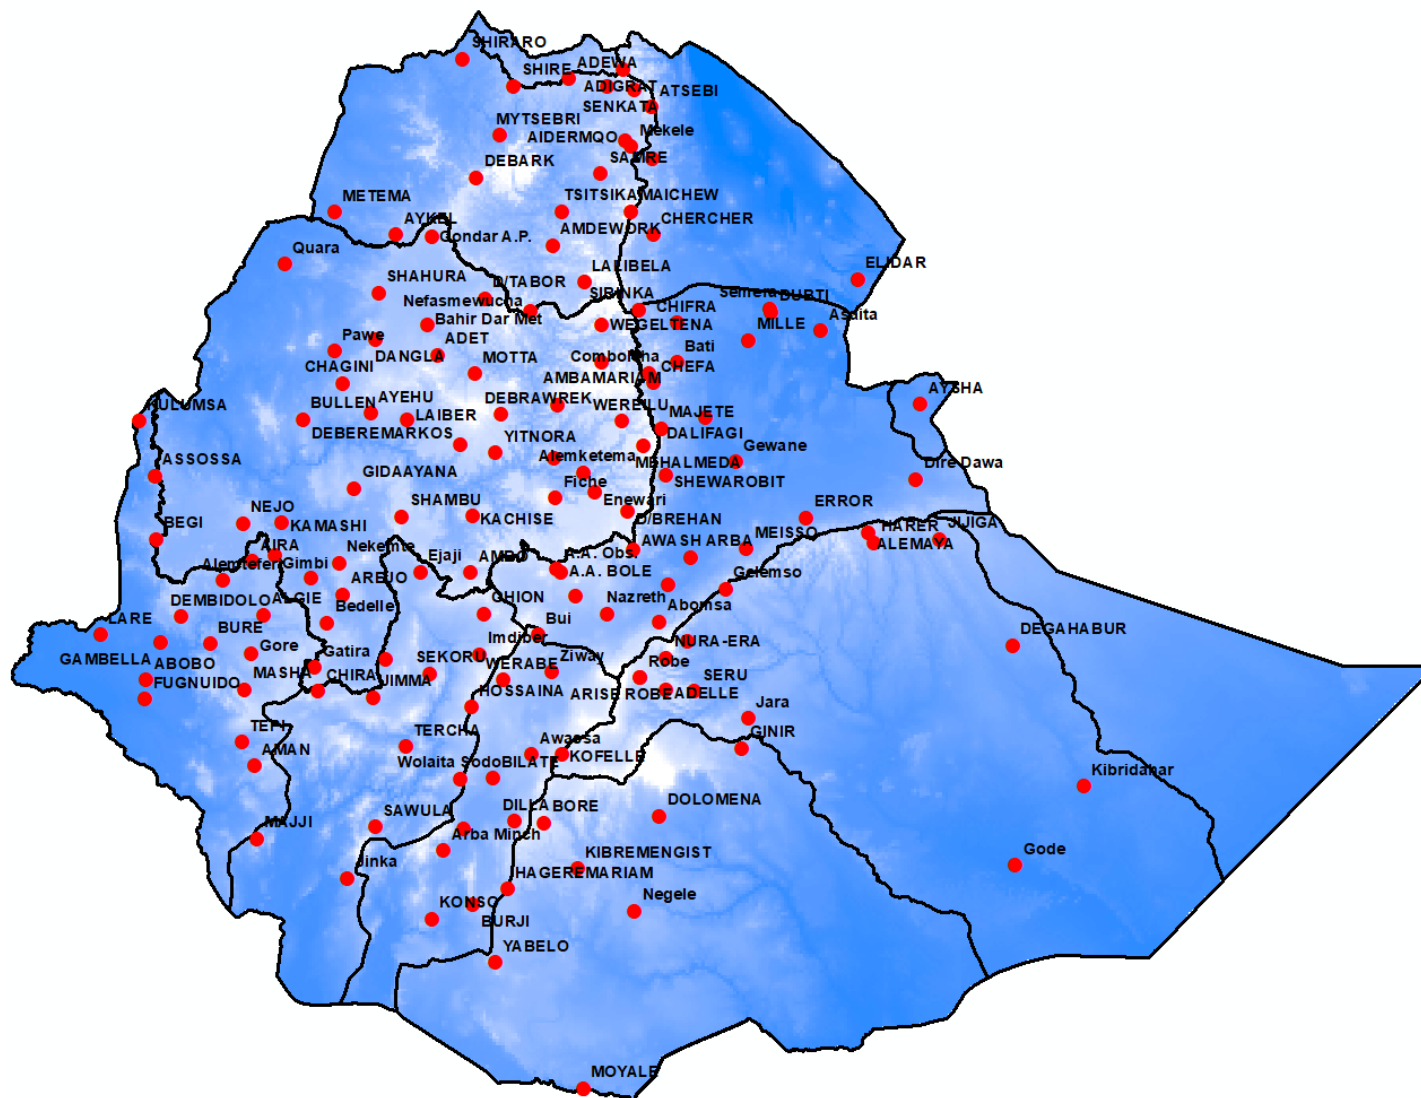 SHIRARO
SHIRE
ADEWA
ADIGRAT
ATSEBI
SENKATA
MYTSEBRI
AIDERMQO
Mekele
DEBARK
SAMRE
METEMA
TSITSIKA
MAICHEW
AYKEL
Gondar A.P.
AMDEWORK
CHERCHER
Quara
LALIBELA
ELIDAR
SHAHURA
D/TABOR
SIRINKA
Semera
DUBTI
Nefasmewucha
CHIFRA
Asaita
Bahir Dar Met
WEGELTENA
MILLE
Pawe
ADET
DANGLA
MOTTA
Combolcha
Bati
CHAGINI
CHEFA
AMBAMARIAM
AYSHA
KULUMSA
BULLEN
AYEHU
LAIBER
DEBRAWREK
WEREILU
MAJETE
DEBEREMARKOS
DALIFAGI
YITNORA
Alemketema
MEHALMEDA
Gewane
ASSOSSA
GIDAAYANA
Fiche
SHEWAROBIT
Dire Dawa
Enewari
ERROR
NEJO
SHAMBU
KACHISE
D/BREHAN
BEGI
KAMASHI
MEISSO
HARER
JIJIGA
AIRA
Nekemte
Ejaji
AMBO
A.A. Obs.
AWASH ARBA
ALEMAYA
Alemteferi
Gimbi
AREJO
A.A. BOLE
Gelemso
DEMBIDOLO
ALGIE
Bedelle
GHION
Bui
Nazreth
Abomsa
LARE
BURE
Imdiber
DEGAHABUR
GAMBELLA
ABOBO
Gore
Gatira
SEKORU
WERABE
Ziway
NURA-ERA
Robe
FUGNUIDO
MASHA
CHIRA
JIMMA
HOSSAINA
ARISE ROBE
ADELLE
SERU
Jara
TEPI
TERCHA
Awassa
GINIR
AMAN
Wolaita Sodo
BILATE
KOFELLE
Kibridahar
MAJJI
SAWULA
Arba Minch
DILLA
BORE
DOLOMENA
Jinka
HAGEREMARIAM
KIBREMENGIST
Gode
KONSO
BURJI
Negele
YABELO
MOYALE